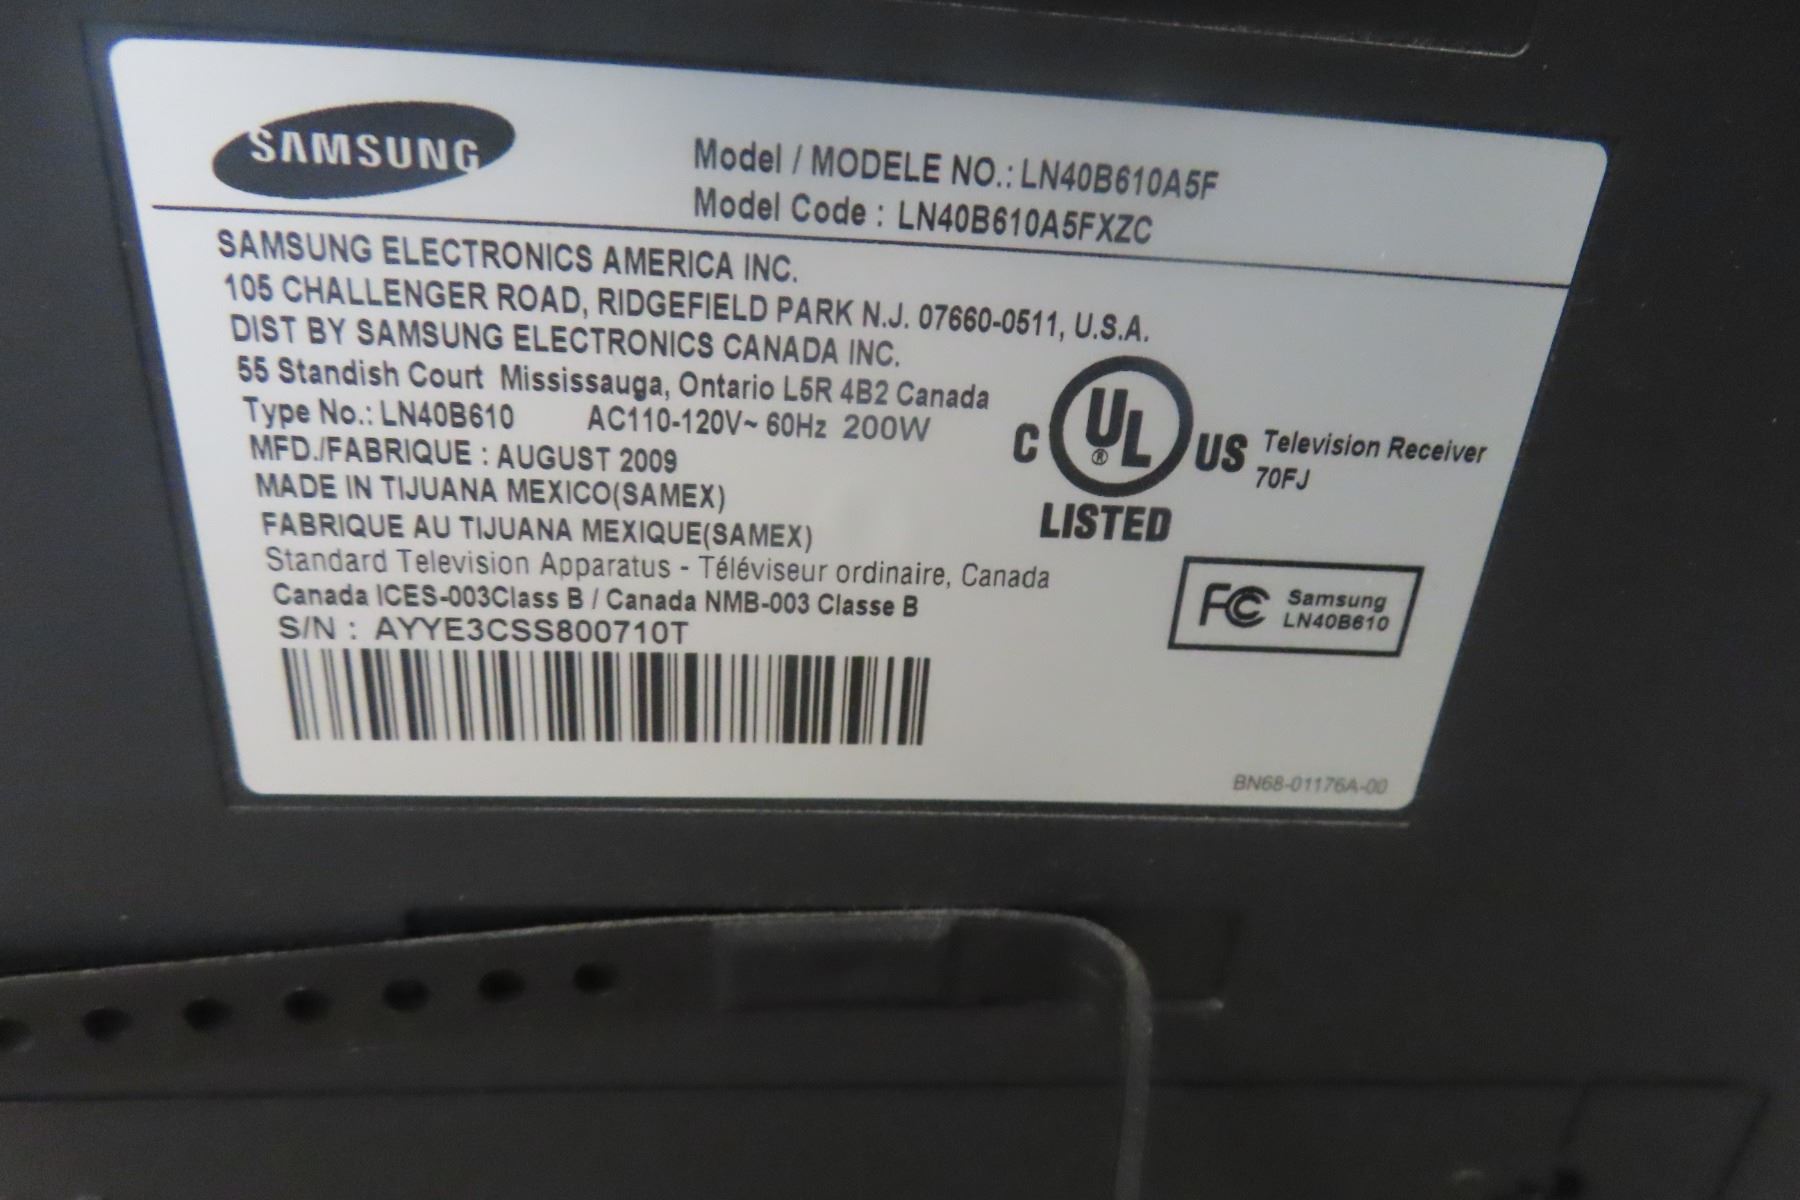 SAMSUNG
Model / MODELE NO.: LN40B610A5F
Model Code : LN40B610A5FXZC
SAMSUNG ELECTRONICS AMERICA INC.
105 CHALLENGER ROAD, RIDGEFIELD PARK N.J. 07660-0511, U.S.A.
DIST BY SAMSUNG ELECTRONICS CANADA INC.
55 Standish Court Mississauga, Ontario L5R 4B2 Canada
Type No.: LN40B610 AC110-120V~ 60Hz 200W
MFD./FABRIQUE : AUGUST 2009
MADE IN TIJUANA MEXICO(SAMEX)
FABRIQUE AU TIJUANA MEXIQUE(SAMEX)
Standard Television Apparatus - Téléviseur ordinaire, Canada
Canada ICES-003Class B / Canada NMB-003 Classe B
S/N : AYYE3CSS800710T
C UL ® US
LISTED
Television Receiver
70FJ
FC Samsung
LN40B610
BN68-01176A-00